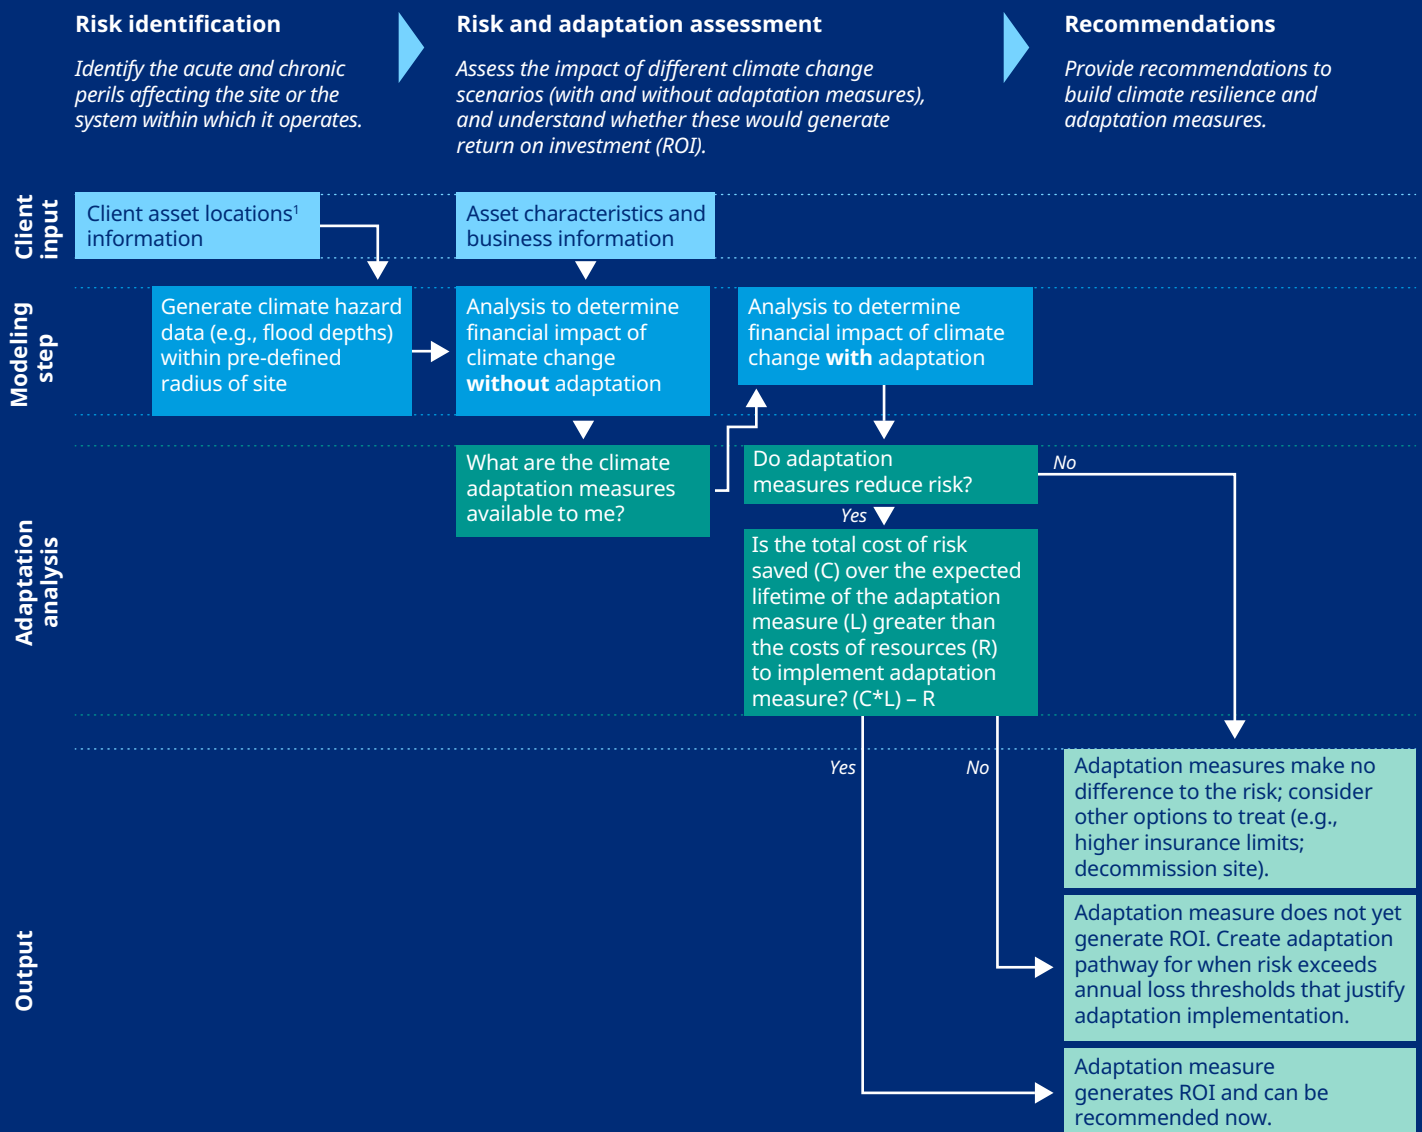 Risk identification
Identify the acute and chronic
perils affecting the site or the
system within which it operates.
Risk and adaptation assessment
Assess the impact of different climate change
scenarios (with and without adaptation measures),
and understand whether these would generate
return on investment (ROI).
Recommendations
Provide recommendations to
build climate resilience and
adaptation measures.
Client
input
Client asset locations¹
information
Asset characteristics and
business information
Modeling
step
Generate climate hazard
data (e.g., flood depths)
within pre-defined
radius of site
Analysis to determine
financial impact of
climate change
without adaptation
Analysis to determine
financial impact of climate
change with adaptation
Adaptation
analysis
What are the climate
adaptation measures
available to me?
Do adaptation
measures reduce risk?
No
Yes
Is the total cost of risk
saved (C) over the expected
lifetime of the adaptation
measure (L) greater than
the costs of resources (R)
to implement adaptation
measure? (C*L) – R
Yes
No
Output
Adaptation measures make no
difference to the risk; consider
other options to treat (e.g.,
higher insurance limits;
decommission site).
Adaptation measure does not yet
generate ROI. Create adaptation
pathway for when risk exceeds
annual loss thresholds that justify
adaptation implementation.
Adaptation measure
generates ROI and can be
recommended now.